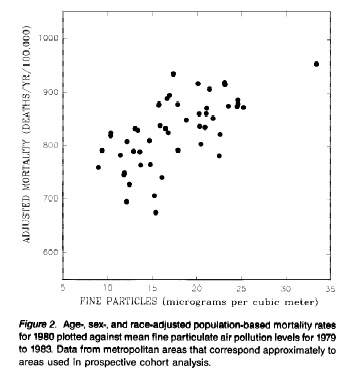 ADJUSTED MORTALITY (DEATHS/YR/100,000)
1000
900
800
700
600
5 10 15 20 25 30 35
FINE PARTICLES (micrograms per cubic meter)
Figure 2. Age-, sex-, and race-adjusted population-based mortality rates
for 1980 plotted against mean fine particulate air pollution levels for 1979
to 1983. Data from metropolitan areas that correspond approximately to
areas used in prospective cohort analysis.